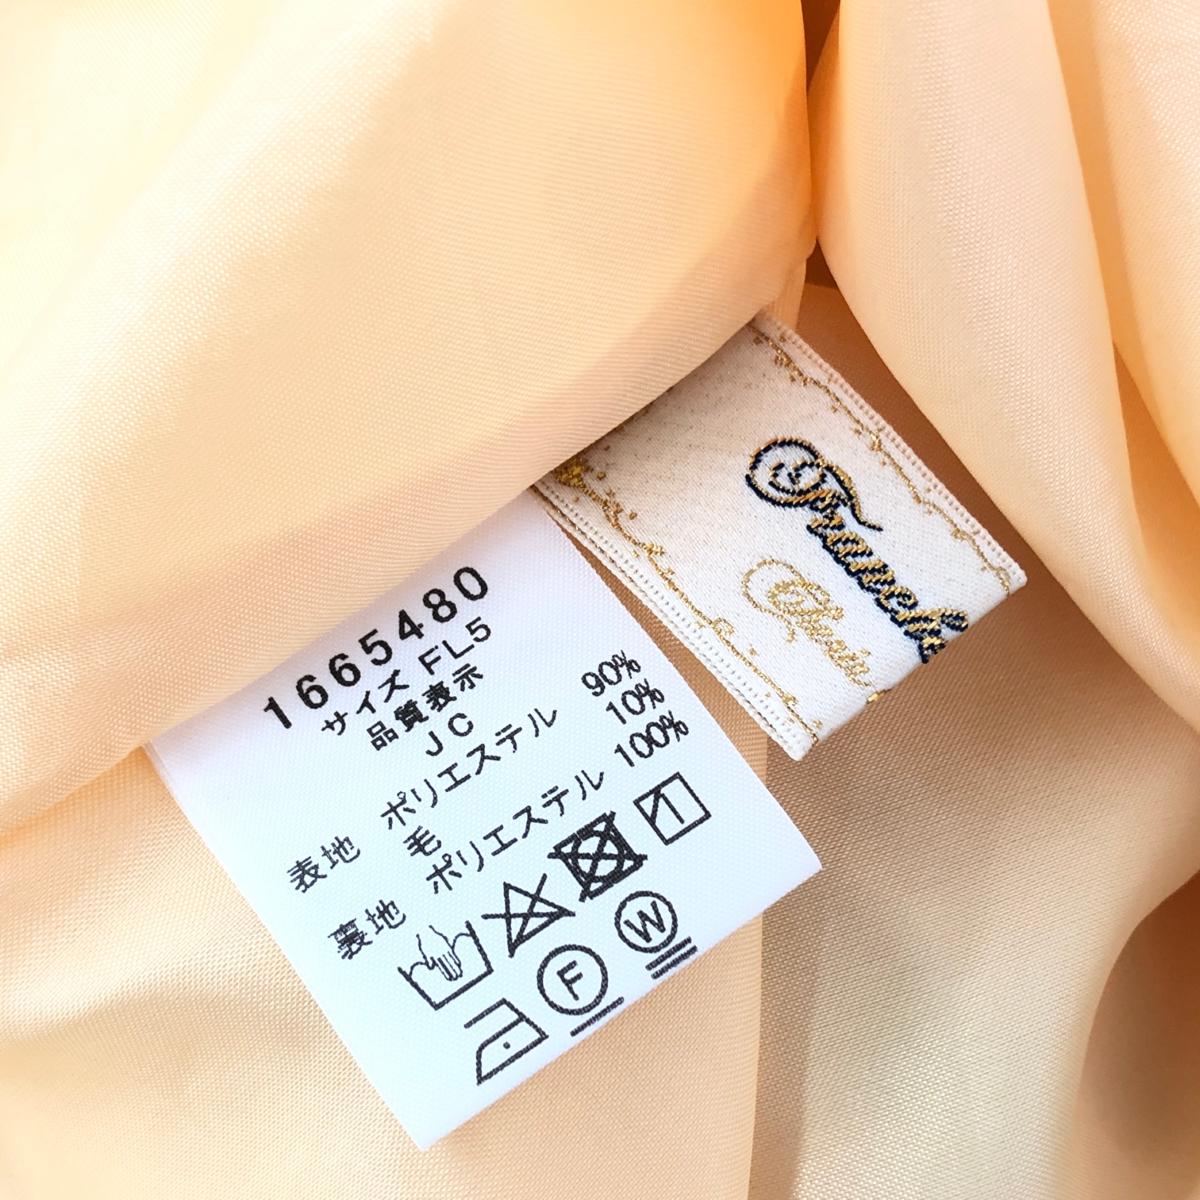 1665480
サイズ FL5
品質表示
JC
表地 ポリエステル 90%
毛 10%
裏地 ポリエステル 100%
F
W